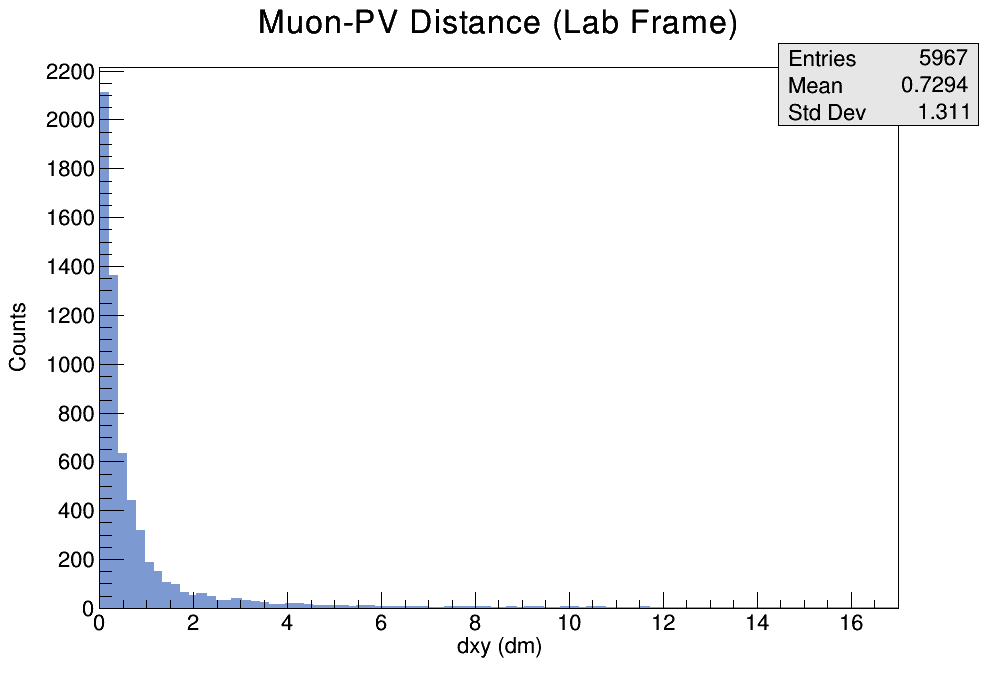 Muon-PV Distance (Lab Frame)
Entries 5967
Mean 0.7294
Std Dev 1.311
2200
2000
1800
1600
1400
1200
1000
800
600
400
200
0
Counts
0 2 4 6 8 10 12 14 16
dxy (dm)